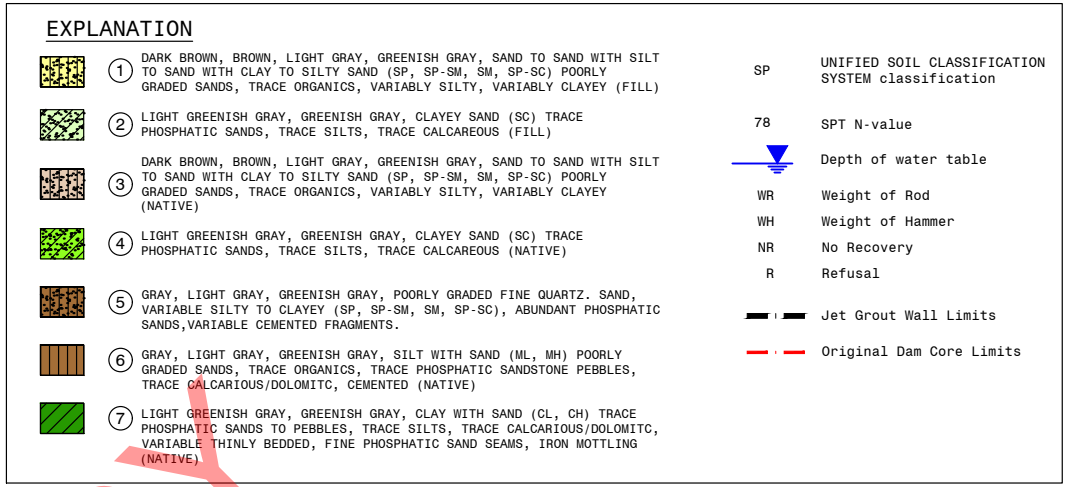 EXPLANATION
1 DARK BROWN, BROWN, LIGHT GRAY, GREENISH GRAY, SAND TO SAND WITH SILT
TO SAND WITH CLAY TO SILTY SAND (SP, SP-SM, SM, SP-SC) POORLY
GRADED SANDS, TRACE ORGANICS, VARIABLY SILTY, VARIABLY CLAYEY (FILL)
2 LIGHT GREENISH GRAY, GREENISH GRAY, CLAYEY SAND (SC) TRACE
PHOSPHATIC SANDS, TRACE SILTS, TRACE CALCAREOUS (FILL)
3 DARK BROWN, BROWN, LIGHT GRAY, GREENISH GRAY, SAND TO SAND WITH SILT
TO SAND WITH CLAY TO SILTY SAND (SP, SP-SM, SM, SP-SC) POORLY
GRADED SANDS, TRACE ORGANICS, VARIABLY SILTY, VARIABLY CLAYEY
(NATIVE)
4 LIGHT GREENISH GRAY, GREENISH GRAY, CLAYEY SAND (SC) TRACE
PHOSPHATIC SANDS, TRACE SILTS, TRACE CALCAREOUS (NATIVE)
5 GRAY, LIGHT GRAY, GREENISH GRAY, POORLY GRADED FINE QUARTZ. SAND,
VARIABLE SILTY TO CLAYEY (SP, SP-SM, SM, SP-SC), ABUNDANT PHOSPHATIC
SANDS,VARIABLE CEMENTED FRAGMENTS.
6 GRAY, LIGHT GRAY, GREENISH GRAY, SILT WITH SAND (ML, MH) POORLY
GRADED SANDS, TRACE ORGANICS, TRACE PHOSPHATIC SANDSTONE PEBBLES,
TRACE CALCARIOUS/DOLOMITC, CEMENTED (NATIVE)
7 LIGHT GREENISH GRAY, GREENISH GRAY, CLAY WITH SAND (CL, CH) TRACE
PHOSPHATIC SANDS TO PEBBLES, TRACE SILTS, TRACE CALCARIOUS/DOLOMITC,
VARIABLE THINLY BEDDED, FINE PHOSPHATIC SAND SEAMS, IRON MOTTLING
(NATIVE)
SP UNIFIED SOIL CLASSIFICATION
SYSTEM classification
78 SPT N-value
Depth of water table
WR Weight of Rod
WH Weight of Hammer
NR No Recovery
R Refusal
Jet Grout Wall Limits
Original Dam Core Limits
Y